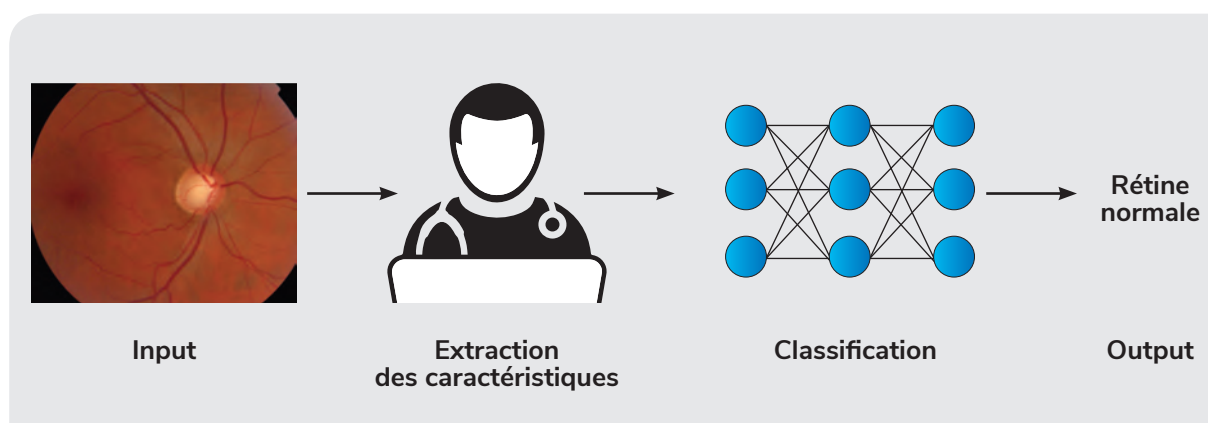 Rétine
normale
Input
Extraction
des caractéristiques
Classification
Output